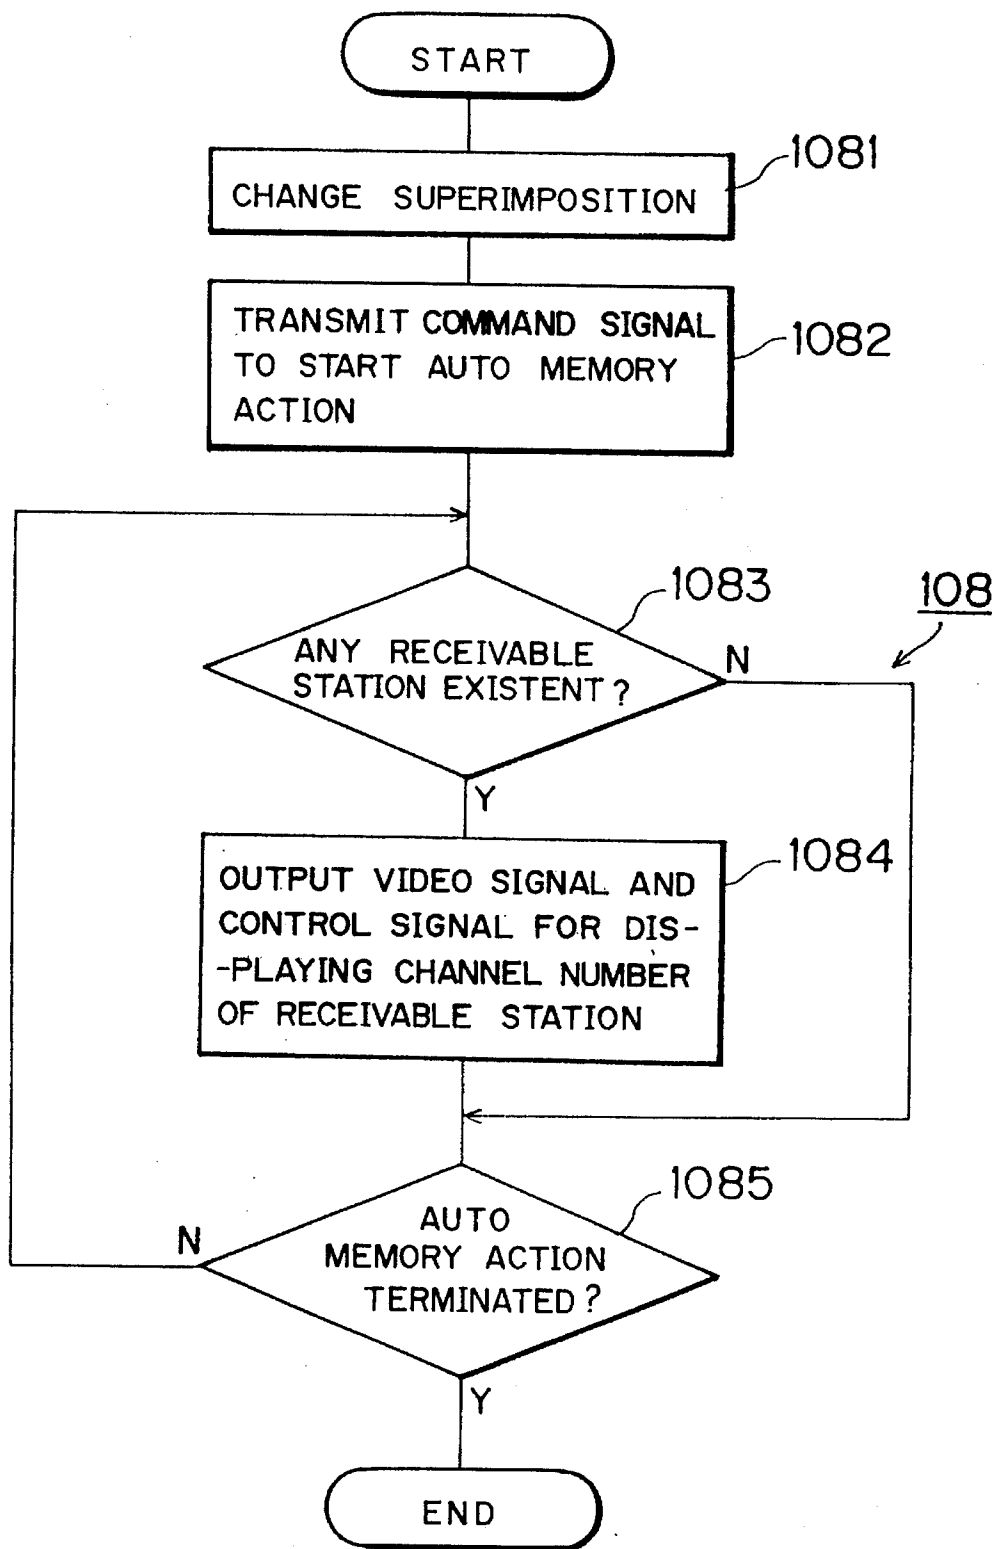 START
1081
CHANGE SUPERIMPOSITION
1082
TRANSMIT COMMAND SIGNAL
TO START AUTO MEMORY
ACTION
1083
108
ANY RECEIVABLE
STATION EXISTENT?
N
Y
1084
OUTPUT VIDEO SIGNAL AND
CONTROL SIGNAL FOR DIS-
-PLAYING CHANNEL NUMBER
OF RECEIVABLE STATION
1085
N
AUTO
MEMORY ACTION
TERMINATED?
Y
END